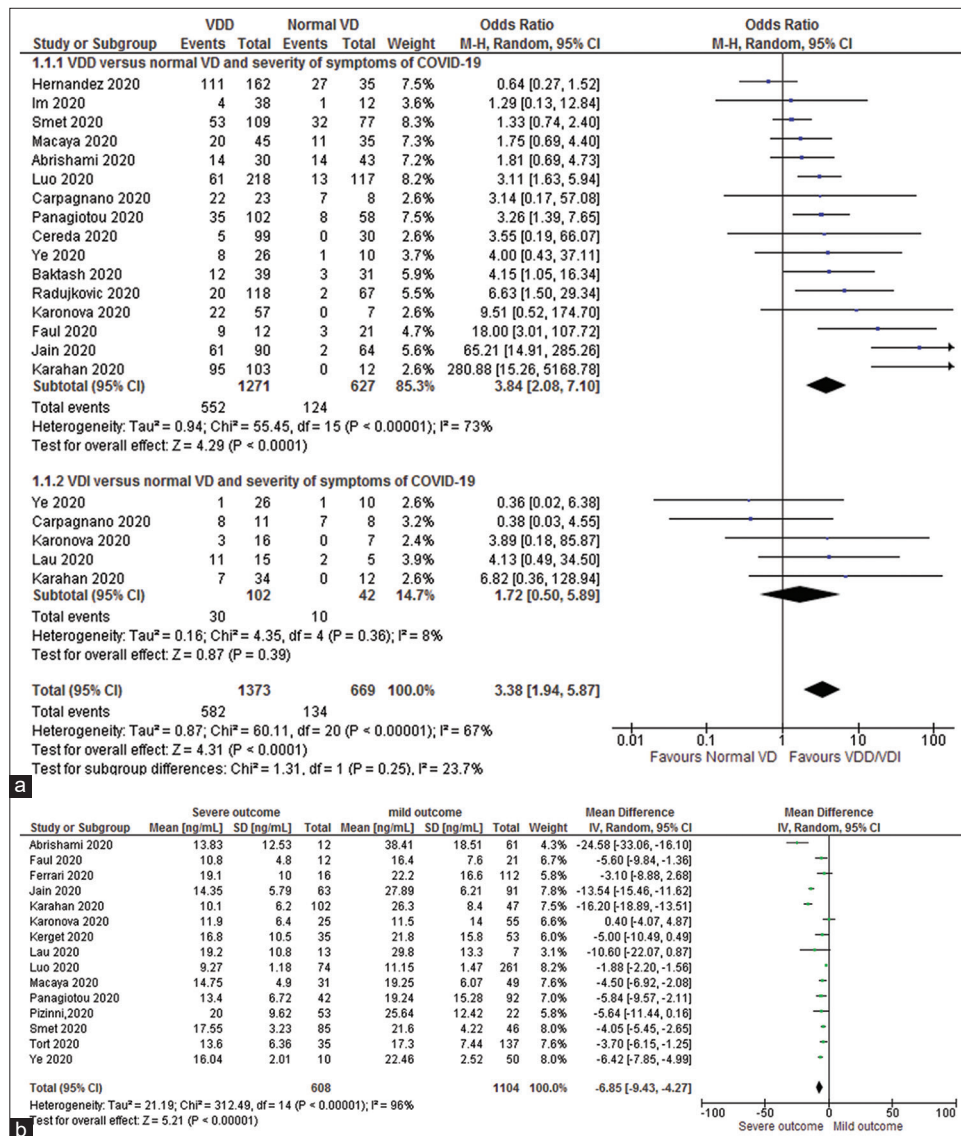 VDD Normal VD Odds Ratio Odds Ratio
Study or Subgroup Events Total Events Total Weight M-H, Random, 95% CI M-H, Random, 95% CI
1.1.1 VDD versus normal VD and severity of symptoms of COVID-19
Hernandez 2020 111 162 27 35 7.5% 0.64 [0.27, 1.52]
Im 2020 4 38 1 12 3.6% 1.29 [0.13, 12.84]
Smet 2020 53 109 32 77 8.3% 1.33 [0.74, 2.40]
Macaya 2020 20 45 11 35 7.3% 1.75 [0.69, 4.40]
Abrishami 2020 14 30 14 43 7.2% 1.81 [0.69, 4.73]
Luo 2020 61 218 13 117 8.2% 3.11 [1.63, 5.94]
Carpagnano 2020 22 23 7 8 2.6% 3.14 [0.17, 57.08]
Panagiotou 2020 35 102 8 58 7.5% 3.26 [1.39, 7.65]
Cereda 2020 5 99 0 30 2.6% 3.55 [0.19, 66.07]
Ye 2020 8 26 1 10 3.7% 4.00 [0.43, 37.11]
Baktash 2020 12 39 3 31 5.9% 4.15 [1.05, 16.34]
Radujkovic 2020 20 118 2 67 5.5% 6.63 [1.50, 29.34]
Karonova 2020 22 57 0 7 2.6% 9.51 [0.52, 174.70]
Faul 2020 9 12 3 21 4.7% 18.00 [3.01, 107.72]
Jain 2020 61 90 2 64 5.6% 65.21 [14.91, 285.26]
Karahan 2020 95 103 0 12 2.6% 280.88 [15.26, 5168.78]
Subtotal (95% CI) 1271 627 85.3% 3.84 [2.08, 7.10]
Total events 552 124
Heterogeneity: Tau² = 0.94; Chi² = 55.45, df = 15 (P < 0.00001); I² = 73%
Test for overall effect: Z = 4.29 (P < 0.0001)
1.1.2 VDI versus normal VD and severity of symptoms of COVID-19
Ye 2020 1 26 1 10 2.6% 0.36 [0.02, 6.38]
Carpagnano 2020 8 11 7 8 3.2% 0.38 [0.03, 4.55]
Karonova 2020 3 16 0 7 2.4% 3.89 [0.18, 85.87]
Lau 2020 11 15 2 5 4.0% 4.13 [0.49, 34.50]
Karahan 2020 7 34 0 12 2.6% 6.82 [0.36, 128.94]
Subtotal (95% CI) 102 42 14.7% 1.72 [0.50, 5.89]
Total events 30 10
Heterogeneity: Tau² = 0.16; Chi² = 4.35, df = 4 (P = 0.36); I² = 8%
Test for overall effect: Z = 0.87 (P = 0.39)
Total (95% CI) 1373 669 100.0% 3.38 [1.94, 5.87]
Total events 582 134
Heterogeneity: Tau² = 0.87; Chi² = 60.11, df = 20 (P < 0.00001); I² = 67%
Test for overall effect: Z = 4.31 (P < 0.0001)
Test for subgroup differences: Chi² = 1.31, df = 1 (P = 0.25), I² = 23.7%
0.01 0.1 1 10 100
Favours Normal VD Favours VDD/VDI
a
Severe outcome mild outcome Mean Difference Mean Difference
Study or Subgroup Mean [ng/mL] SD [ng/mL] Total Mean [ng/mL] SD [ng/mL] Total Weight IV, Random, 95% CI IV, Random, 95% CI
Abrishami 2020 13.83 12.53 12 38.41 18.51 61 4.3% -24.58 [-33.06, -16.10]
Faul 2020 10.8 4.8 12 16.4 7.6 21 6.7% -5.60 [-9.84, -1.36]
Ferrari 2020 19.1 10 16 22.2 16.6 112 5.8% -3.10 [-8.88, 2.68]
Jain 2020 14.35 5.79 63 27.89 6.21 91 7.8% -13.54 [-15.46, -11.62]
Karahan 2020 10.1 6.2 102 26.3 8.4 47 7.5% -16.20 [-18.89, -13.51]
Karonova 2020 11.9 6.4 25 11.5 14 55 6.6% 0.40 [-4.07, 4.87]
Kerget 2020 16.8 10.5 35 21.8 15.8 53 6.0% -5.00 [-10.49, 0.49]
Lau 2020 19.2 10.8 13 29.8 13.3 7 2.9% -10.60 [-22.07, 0.87]
Luo 2020 9.27 1.18 74 11.15 1.47 261 8.1% -1.88 [-2.20, -1.56]
Macaya 2020 14.75 4.9 31 19.25 6.07 49 7.6% -4.50 [-6.92, -2.08]
Panagiotou 2020 13.4 6.72 42 19.24 15.28 92 7.0% -5.84 [-9.57, -2.11]
Pizinni,2020 20 9.62 53 25.64 12.42 22 5.8% -5.64 [-11.44, 0.16]
Smet 2020 17.55 3.23 85 21.6 4.22 46 8.0% -4.05 [-5.45, -2.65]
Tort 2020 13.6 6.36 35 17.3 7.44 137 7.6% -3.70 [-6.15, -1.25]
Ye 2020 16.04 2.01 10 22.46 2.52 50 8.0% -6.42 [-7.85, -4.99]
Total (95% CI) 608 1104 100.0% -6.85 [-9.43, -4.27]
Heterogeneity: Tau² = 21.19; Chi² = 312.49, df = 14 (P < 0.00001); I² = 96%
Test for overall effect: Z = 5.21 (P < 0.00001)
-100 -50 0 50 100
Severe outcome Mild outcome
b